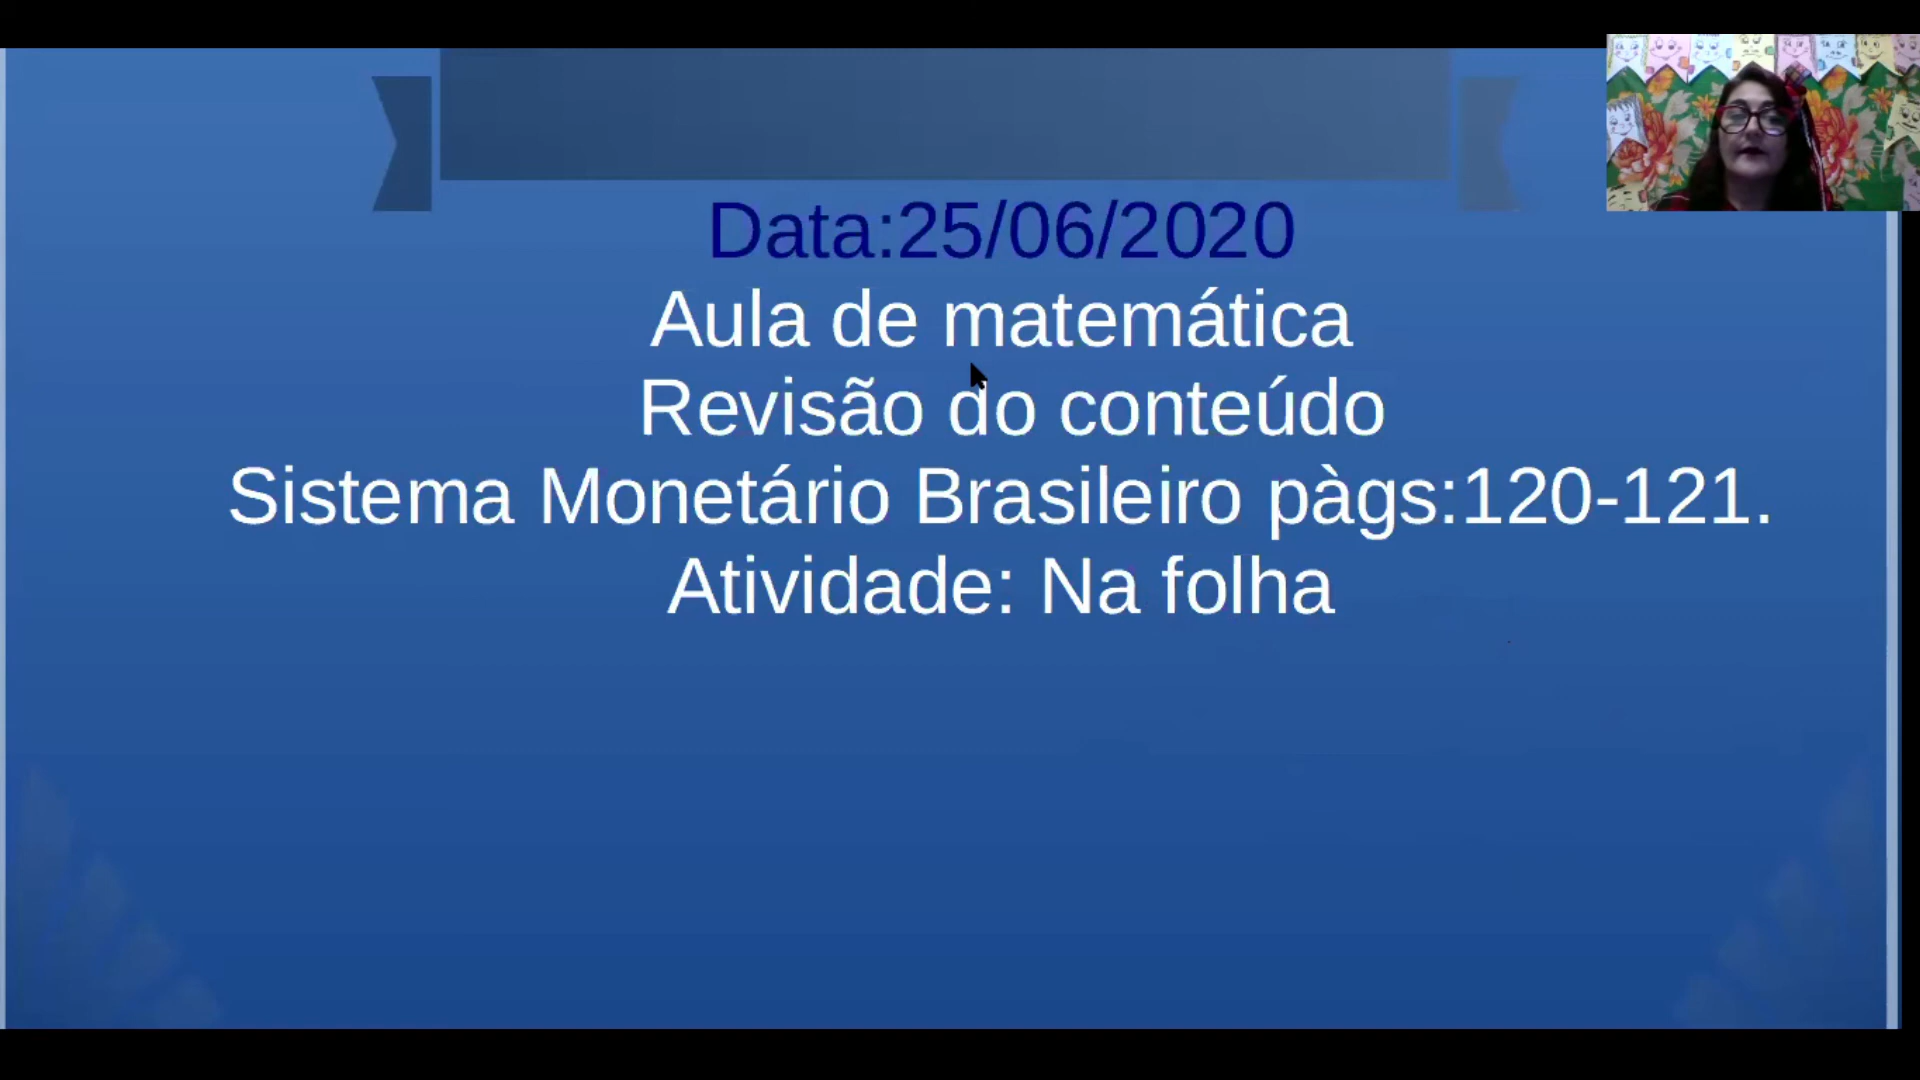 Data:25/06/2020
Aula de matemática
Revisão do conteúdo
Sistema Monetário Brasileiro pàgs:120-121.
Atividade: Na folha